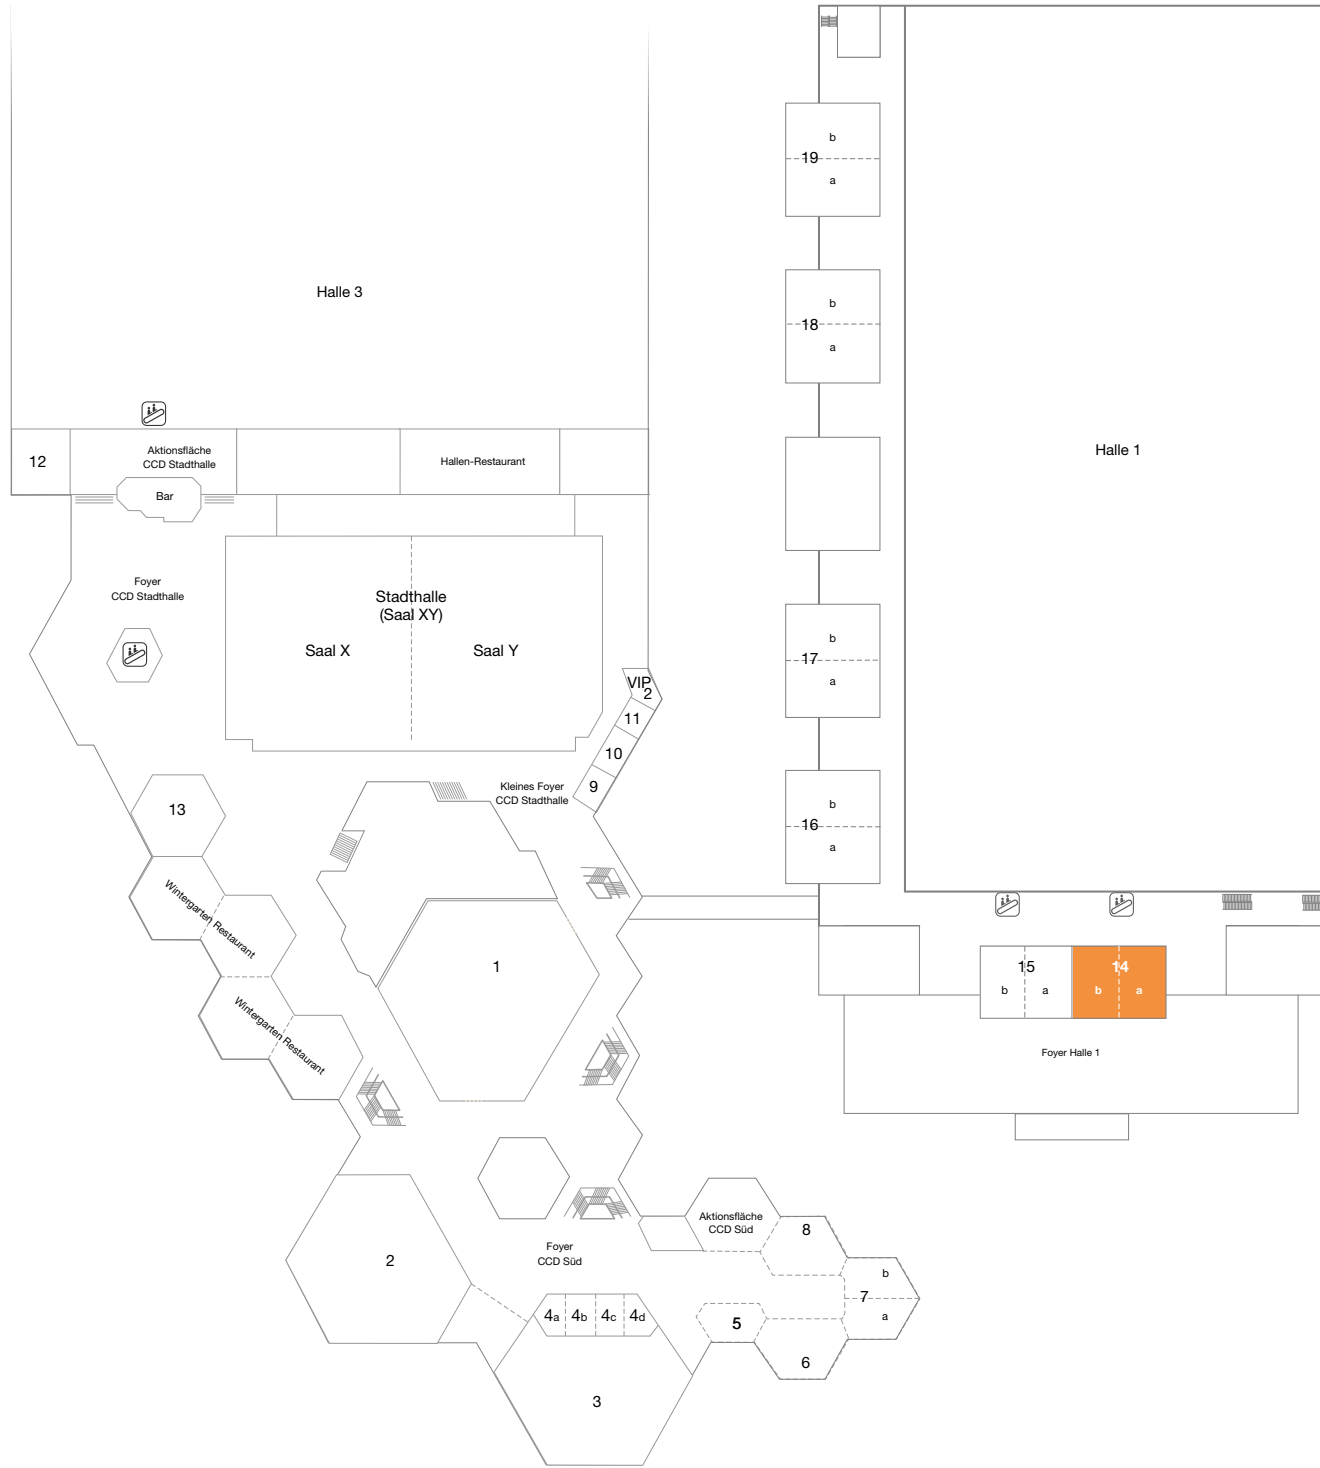 b
19
a
Halle 3
b
18
a
Halle 1
12
Aktionsfläche
CCD Stadthalle
Hallen-Restaurant
Bar
Foyer
CCD Stadthalle
Stadthalle
(Saal XY)
Saal X
Saal Y
b
17
a
VIP
2
11
10
9
Kleines Foyer
CCD Stadthalle
13
b
16
a
Wintergarten Restaurant
Wintergarten Restaurant
1
15
b
a
14
b
a
Foyer Halle 1
2
Foyer
CCD Süd
Aktionsfläche
CCD Süd
8
b
7
a
4a
4b
4c
4d
5
6
3